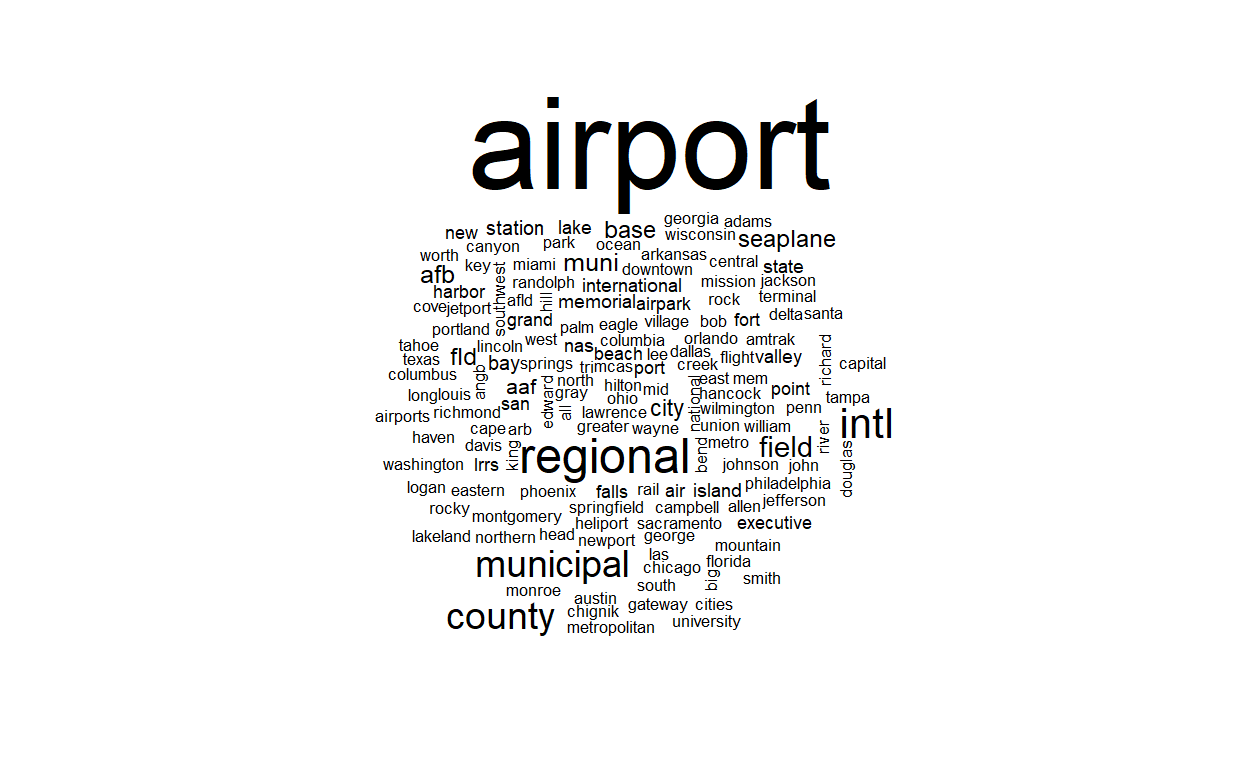 airport
georgia adams
new station lake base wisconsin seaplane
canyon park ocean
worth key miami muni arkansas central state
afb southwest randolph downtown mission jackson
harbor afld hill international
cove jetport memorial airpark rock terminal
portland grand palm eagle village bob fort delta santa
tahoe lincoln west nas columbia orlando amtrak richard
texas fld bay springs beach lee dallas flight valley capital
columbus angb tri mcas port creek
long louis aaf edward north hilton mid national east mem point tampa
san gray ohio hancock
airports richmond all lawrence city wilmington penn intl
cape arb greater wayne union william river
haven davis king regional bend metro field douglas
washington lrrs johnson john
logan eastern phoenix falls rail air island philadelphia
rocky springfield campbell allen jefferson
montgomery heliport sacramento executive
lakeland northern head newport george mountain
municipal las chicago florida
south big smith
monroe austin gateway cities
county chignik university
metropolitan